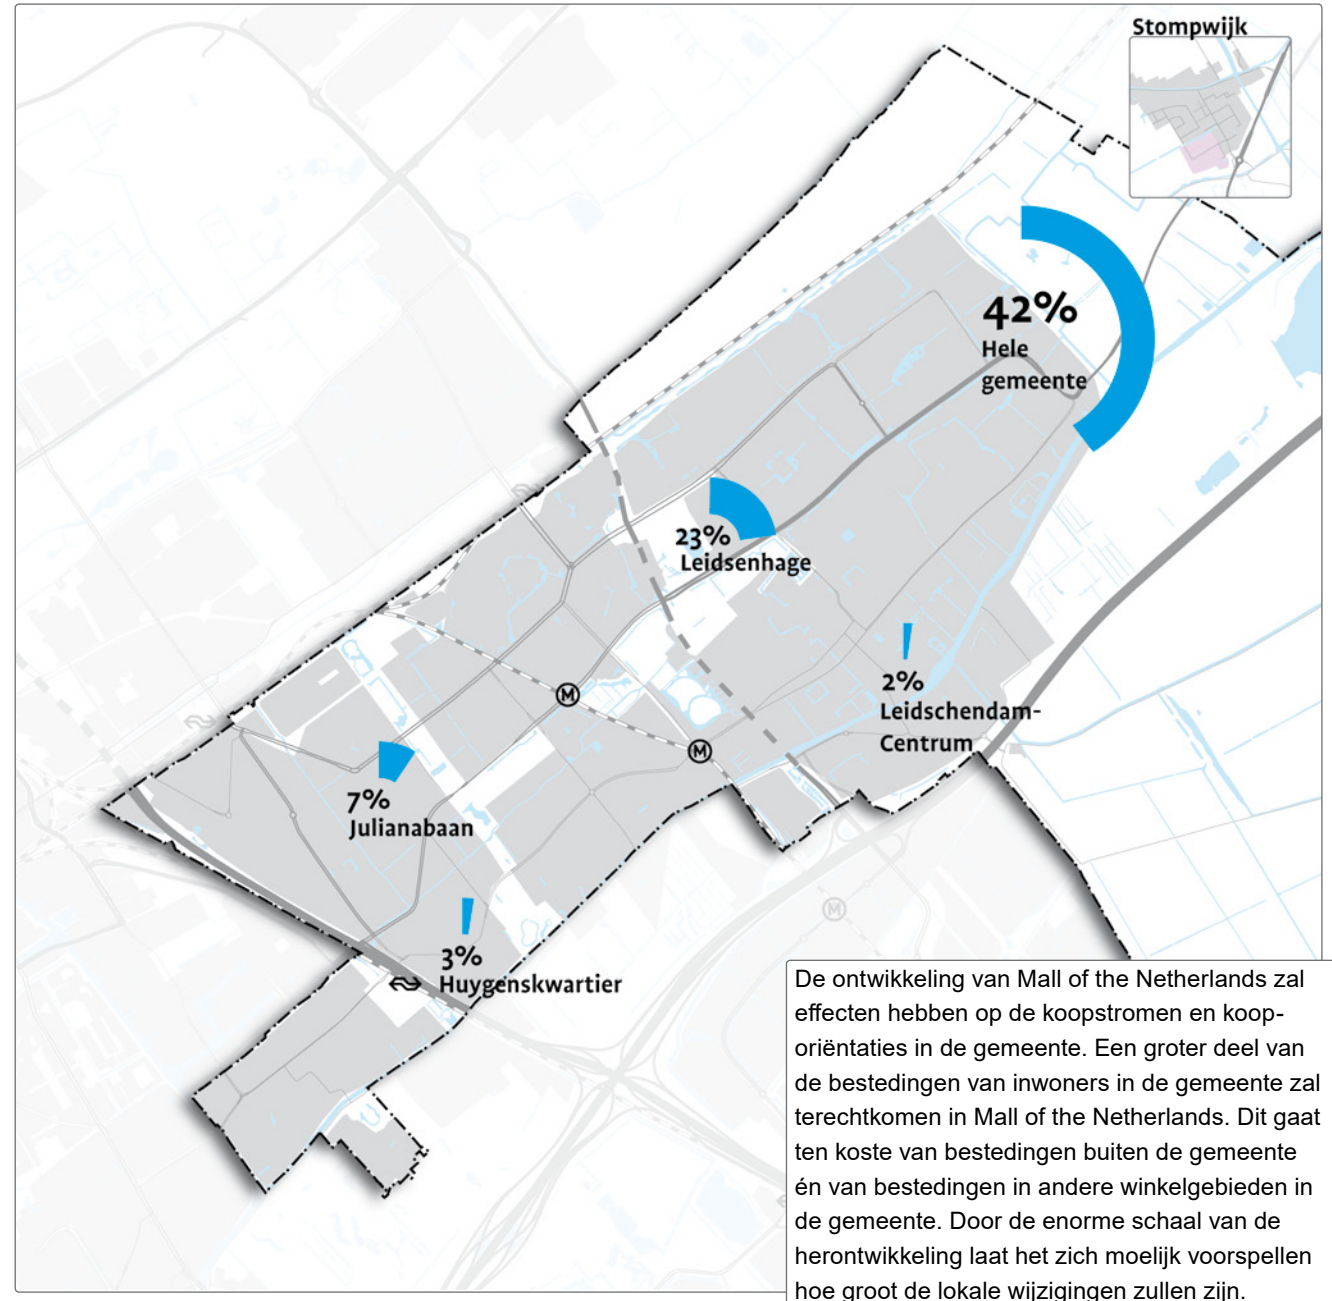 Stompwijk
42%
Hele
gemeente
23%
Leidsenhage
2%
Leidschendam-
Centrum
M
M
7%
Julianabaan
M
3%
Huygenskwartier
De ontwikkeling van Mall of the Netherlands zal
effecten hebben op de koopstromen en koop-
oriëntaties in de gemeente. Een groter deel van
de bestedingen van inwoners in de gemeente zal
terechtkomen in Mall of the Netherlands. Dit gaat
ten koste van bestedingen buiten de gemeente
én van bestedingen in andere winkelgebieden in
de gemeente. Door de enorme schaal van de
herontwikkeling laat het zich moelijk voorspellen
hoe groot de lokale wijzigingen zullen zijn.